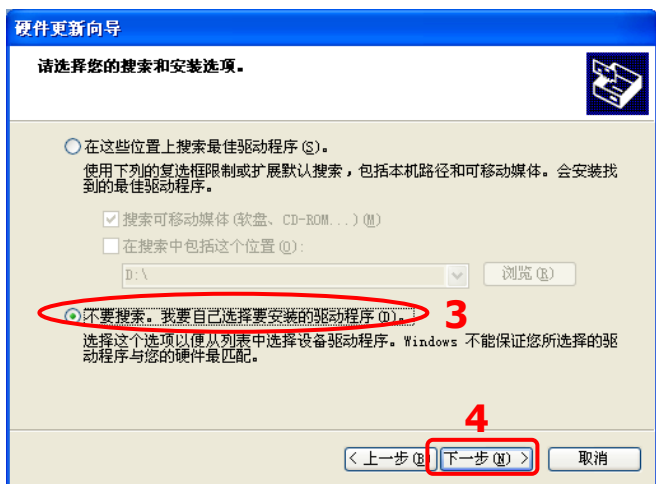 硬件更新向导
请选择您的搜索和安装选项。
在这些位置上搜索最佳驱动程序(S)。
使用下列的复选框限制或扩展默认搜索，包括本机路径和可移动媒体。会安装找
到的最佳驱动程序。
搜索可移动媒体(软盘、CD-ROM...)(M)
在搜索中包括这个位置(O):
D:\
浏览(R)
不要搜索。我要自己选择要安装的驱动程序(D)。
3
选择这个选项以便从列表中选择设备驱动程序。Windows 不能保证您所选择的驱
动程序与您的硬件最匹配。
4
< 上一步(B) 下一步(N) > 取消